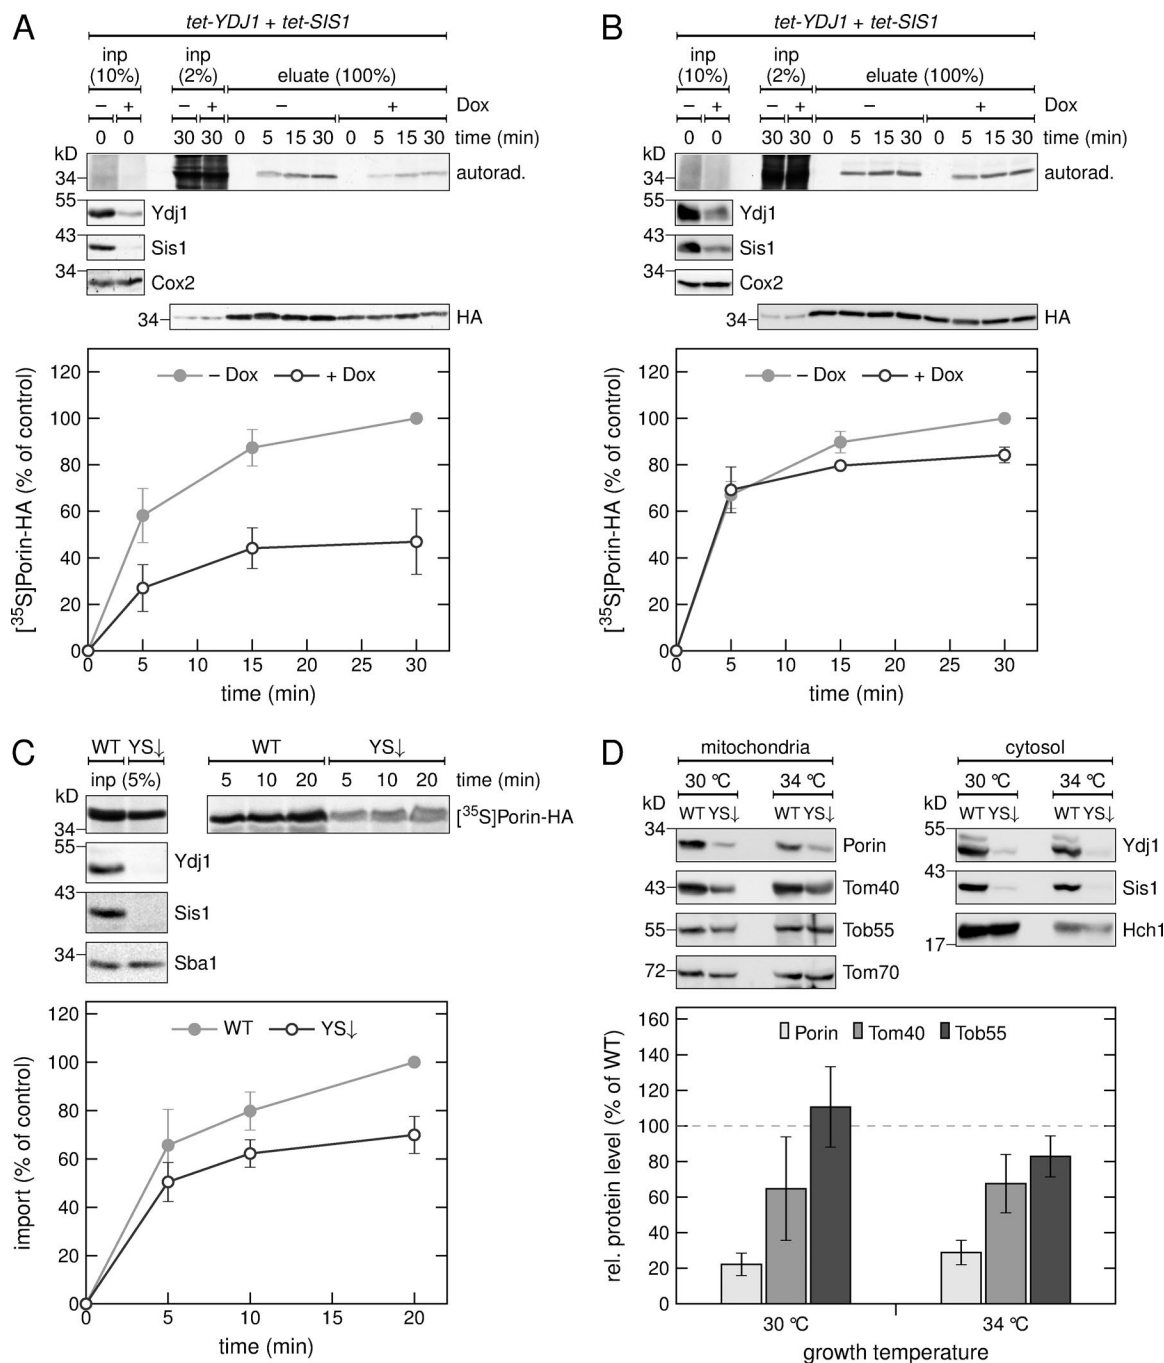 A
tet-YDJ1 + tet-SIS1
inp (10%)
inp (2%)
eluate (100%)
− + − + − + Dox
0 0 30 30 0 5 15 30 0 5 15 30 time (min)
kD
34 autorad.
55 Ydj1
43 Sis1
34 Cox2
34 HA
[35S]Porin-HA (% of control)
− Dox + Dox
120
100
80
60
40
20
0
0 5 10 15 20 25 30
time (min)
B
tet-YDJ1 + tet-SIS1
inp (10%)
inp (2%)
eluate (100%)
− + − + − + Dox
0 0 30 30 0 5 15 30 0 5 15 30 time (min)
kD
34 autorad.
55 Ydj1
43 Sis1
34 Cox2
34 HA
[35S]Porin-HA (% of control)
− Dox + Dox
120
100
80
60
40
20
0
0 5 10 15 20 25 30
time (min)
C
WT YS↓ WT YS↓
inp (5%) 5 10 20 5 10 20 time (min)
kD
34 [35S]Porin-HA
55 Ydj1
43 Sis1
34 Sba1
import (% of control)
WT YS↓
120
100
80
60
40
20
0
0 5 10 15 20
time (min)
D
mitochondria
30 °C 34 °C
kD WT YS↓ WT YS↓
34 Porin
43 Tom40
55 Tob55
72 Tom70
cytosol
30 °C 34 °C
kD WT YS↓ WT YS↓
55 Ydj1
43 Sis1
17 Hch1
rel. protein level (% of WT)
Porin Tom40 Tob55
160
140
120
100
80
60
40
20
0
30 °C 34 °C
growth temperature